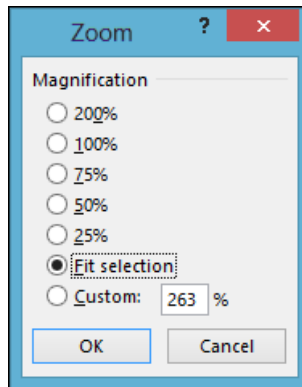 Zoom ? ×
Magnification
200%
100%
75%
50%
25%
Fit selection
Custom: 263 %
OK Cancel